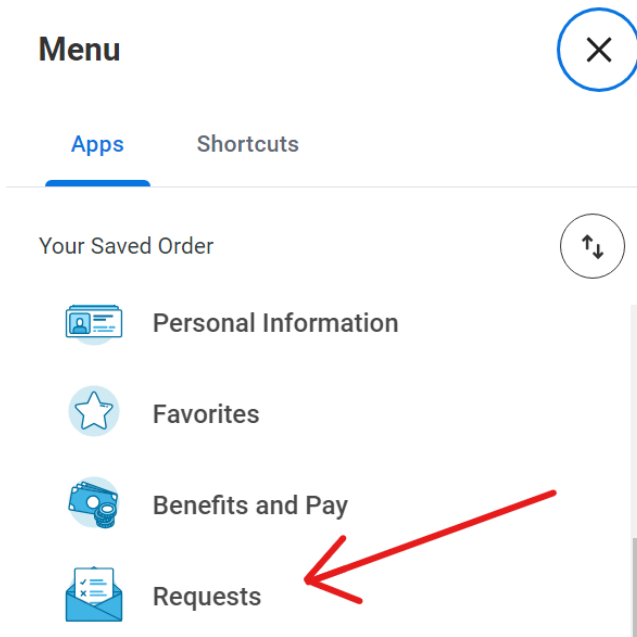 Menu
Apps Shortcuts
Your Saved Order
Personal Information
Favorites
Benefits and Pay
Requests